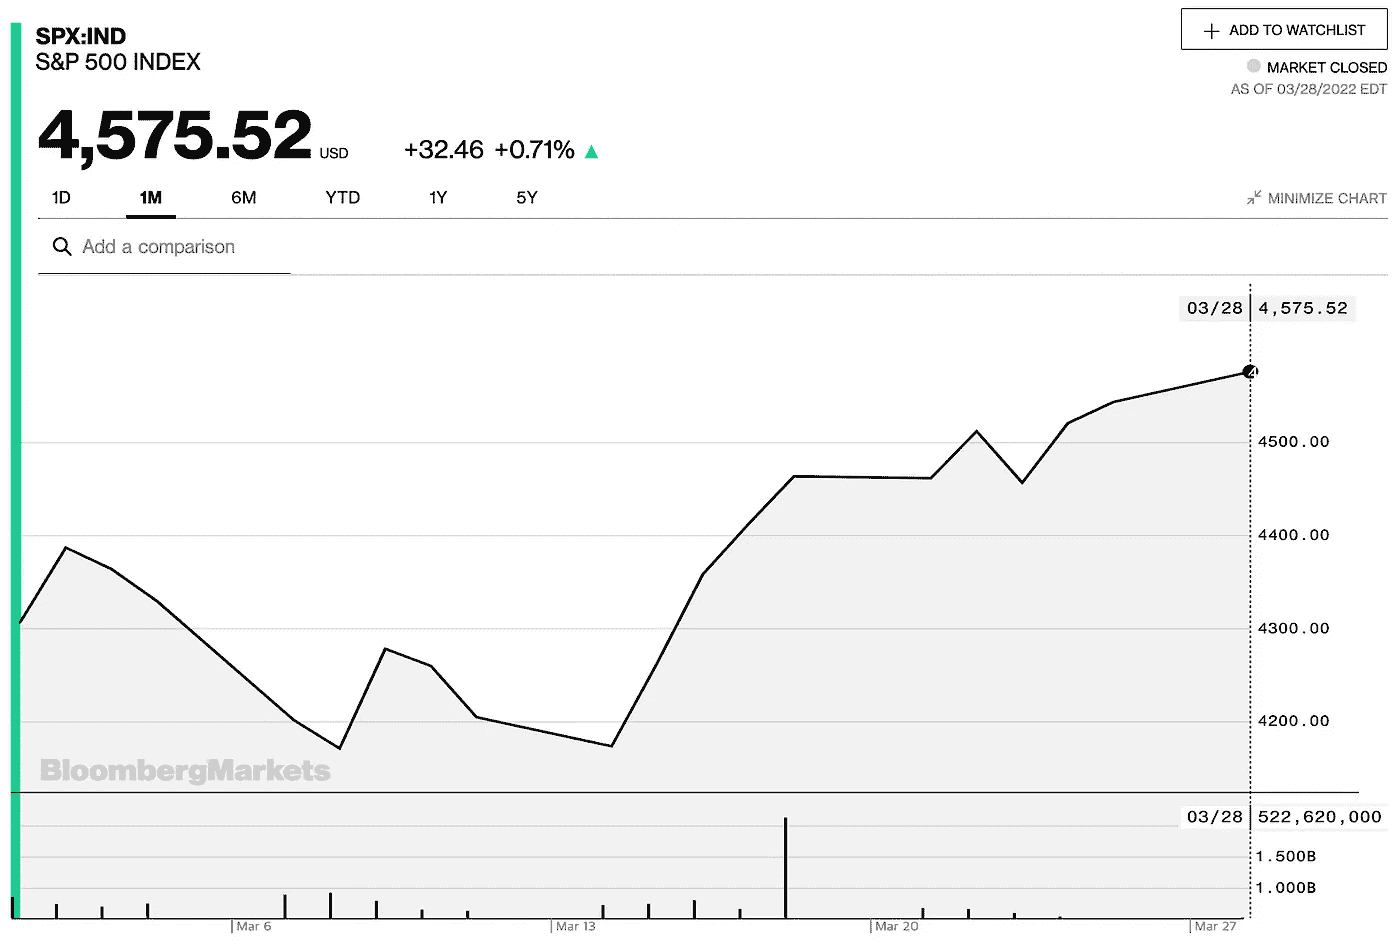 SPX:IND
S&P 500 INDEX
+ ADD TO WATCHLIST
MARKET CLOSED
AS OF 03/28/2022 EDT
4,575.52 USD +32.46 +0.71%
1D 1M 6M YTD 1Y 5Y
MINIMIZE CHART
Add a comparison
03/28 4,575.52
4500.00
4400.00
4300.00
4200.00
BloombergMarkets
03/28 522,620,000
1.500B
1.000B
Mar 6 Mar 13 Mar 20 Mar 27